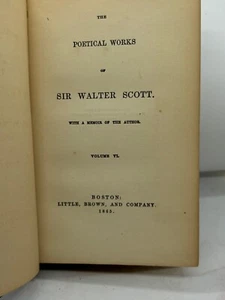 THE
POETICAL WORKS
OF
SIR WALTER SCOTT.
WITH A MEMOIR OF THE AUTHOR.
VOLUME VI.
BOSTON:
LITTLE, BROWN, AND COMPANY.